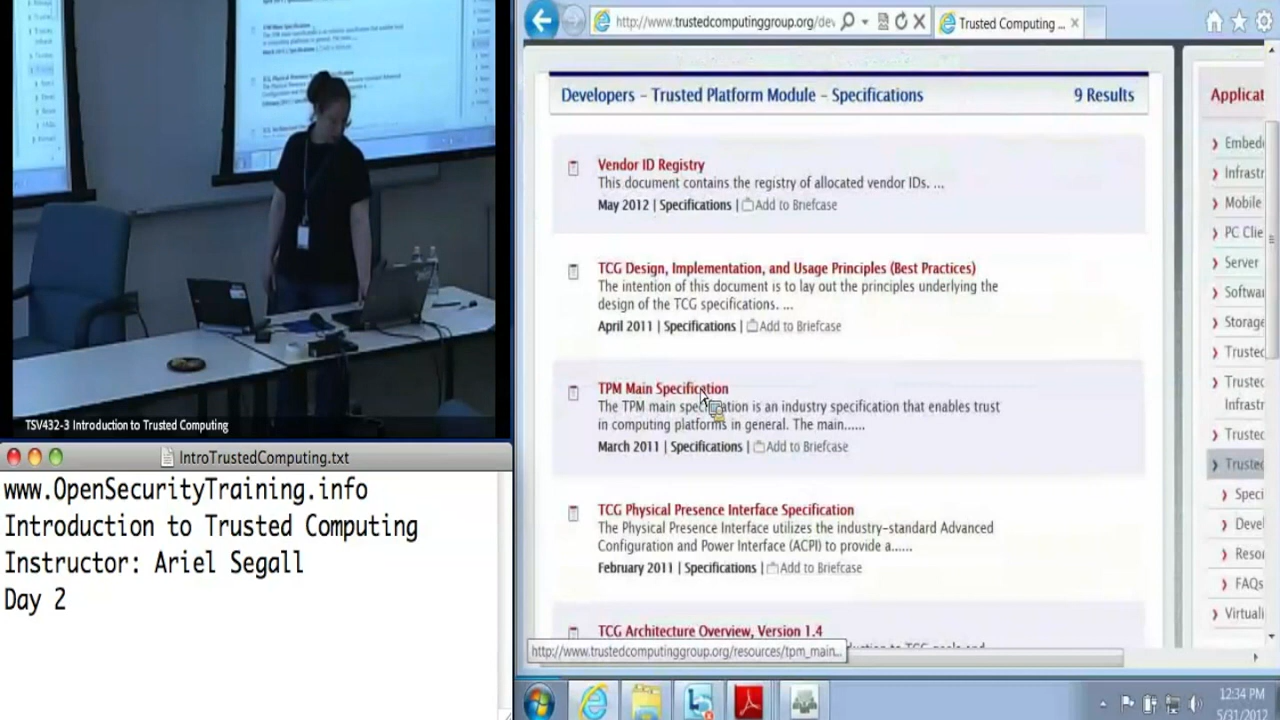 TSV432-3 Introduction to Trusted Computing
IntroTrustedComputing.txt
www.OpenSecurityTraining.info
Introduction to Trusted Computing
Instructor: Ariel Segall
Day 2
http://www.trustedcomputinggroup.org/dev
Trusted Computing ...
Developers - Trusted Platform Module - Specifications
9 Results
Vendor ID Registry
This document contains the registry of allocated vendor IDs. ...
May 2012 | Specifications | Add to Briefcase
TCG Design, Implementation, and Usage Principles (Best Practices)
The intention of this document is to lay out the principles underlying the
design of the TCG specifications. ...
April 2011 | Specifications | Add to Briefcase
TPM Main Specification
The TPM main specification is an industry specification that enables trust
in computing platforms in general. The main......
March 2011 | Specifications | Add to Briefcase
TCG Physical Presence Interface Specification
The Physical Presence Interface utilizes the industry-standard Advanced
Configuration and Power Interface (ACPI) to provide a......
February 2011 | Specifications | Add to Briefcase
TCG Architecture Overview, Version 1.4
http://www.trustedcomputinggroup.org/resources/tpm_main...
Applicat
Embed
Infrastr
Mobile
PC Clie
Server
Softwa
Storage
Trusted
Trusted
Infrast
Trusted
Trusted
Speci
Devel
Resou
FAQs
Virtuali
12:34 PM
5/31/2012